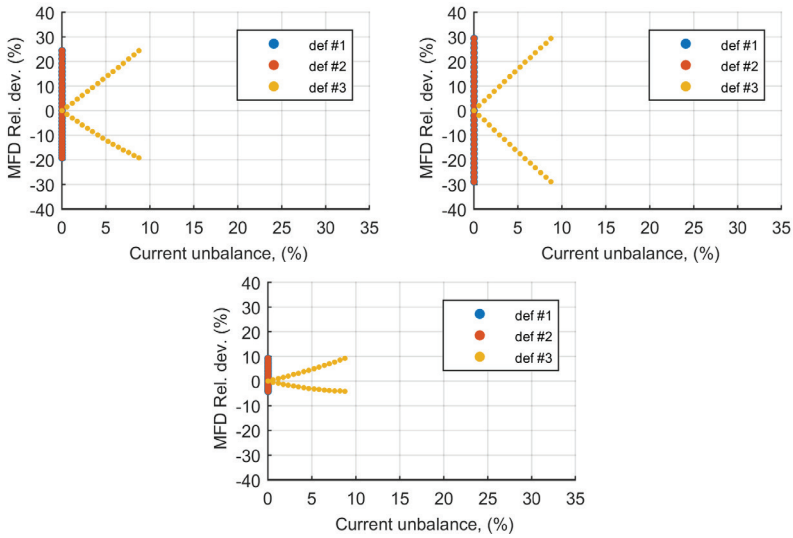 MFD Rel. dev. (%)
40
30
20
10
0
-10
-20
-30
-40
def #1
def #2
def #3
0 5 10 15 20 25 30 35
Current unbalance, (%)
MFD Rel. dev. (%)
40
30
20
10
0
-10
-20
-30
-40
def #1
def #2
def #3
0 5 10 15 20 25 30 35
Current unbalance, (%)
MFD Rel. dev. (%)
40
30
20
10
0
-10
-20
-30
-40
def #1
def #2
def #3
0 5 10 15 20 25 30 35
Current unbalance, (%)